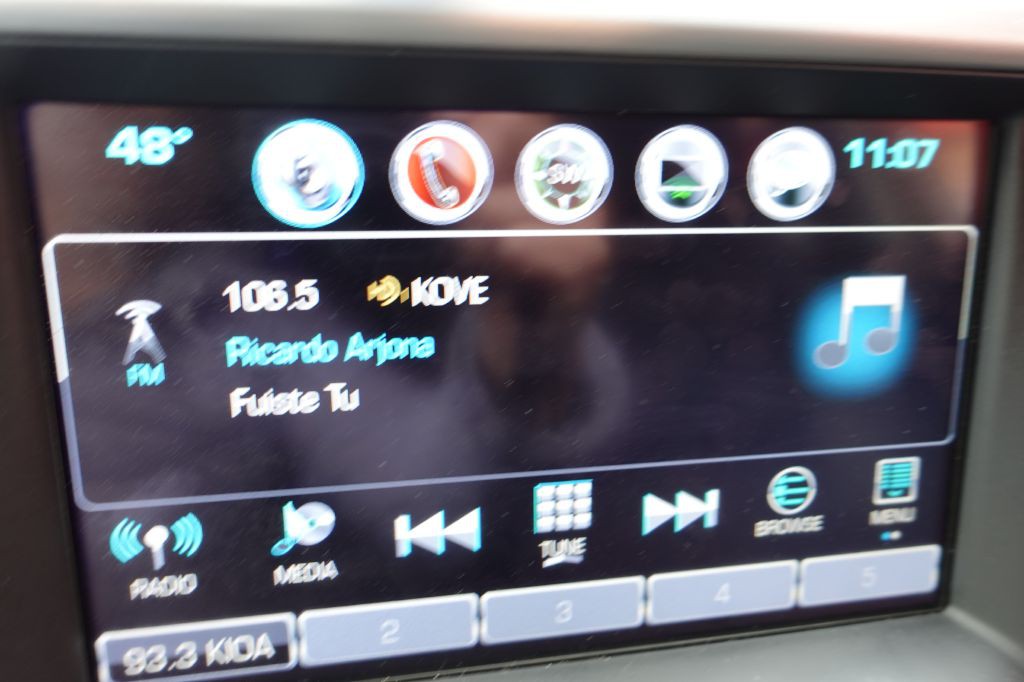 48° 11:07
106.5 KOVE
FM
Ricardo Arjona
Fuiste Tu
RADIO MEDIA TUNE BROWSE MENU
93.3 KIOA 2 3 4 5